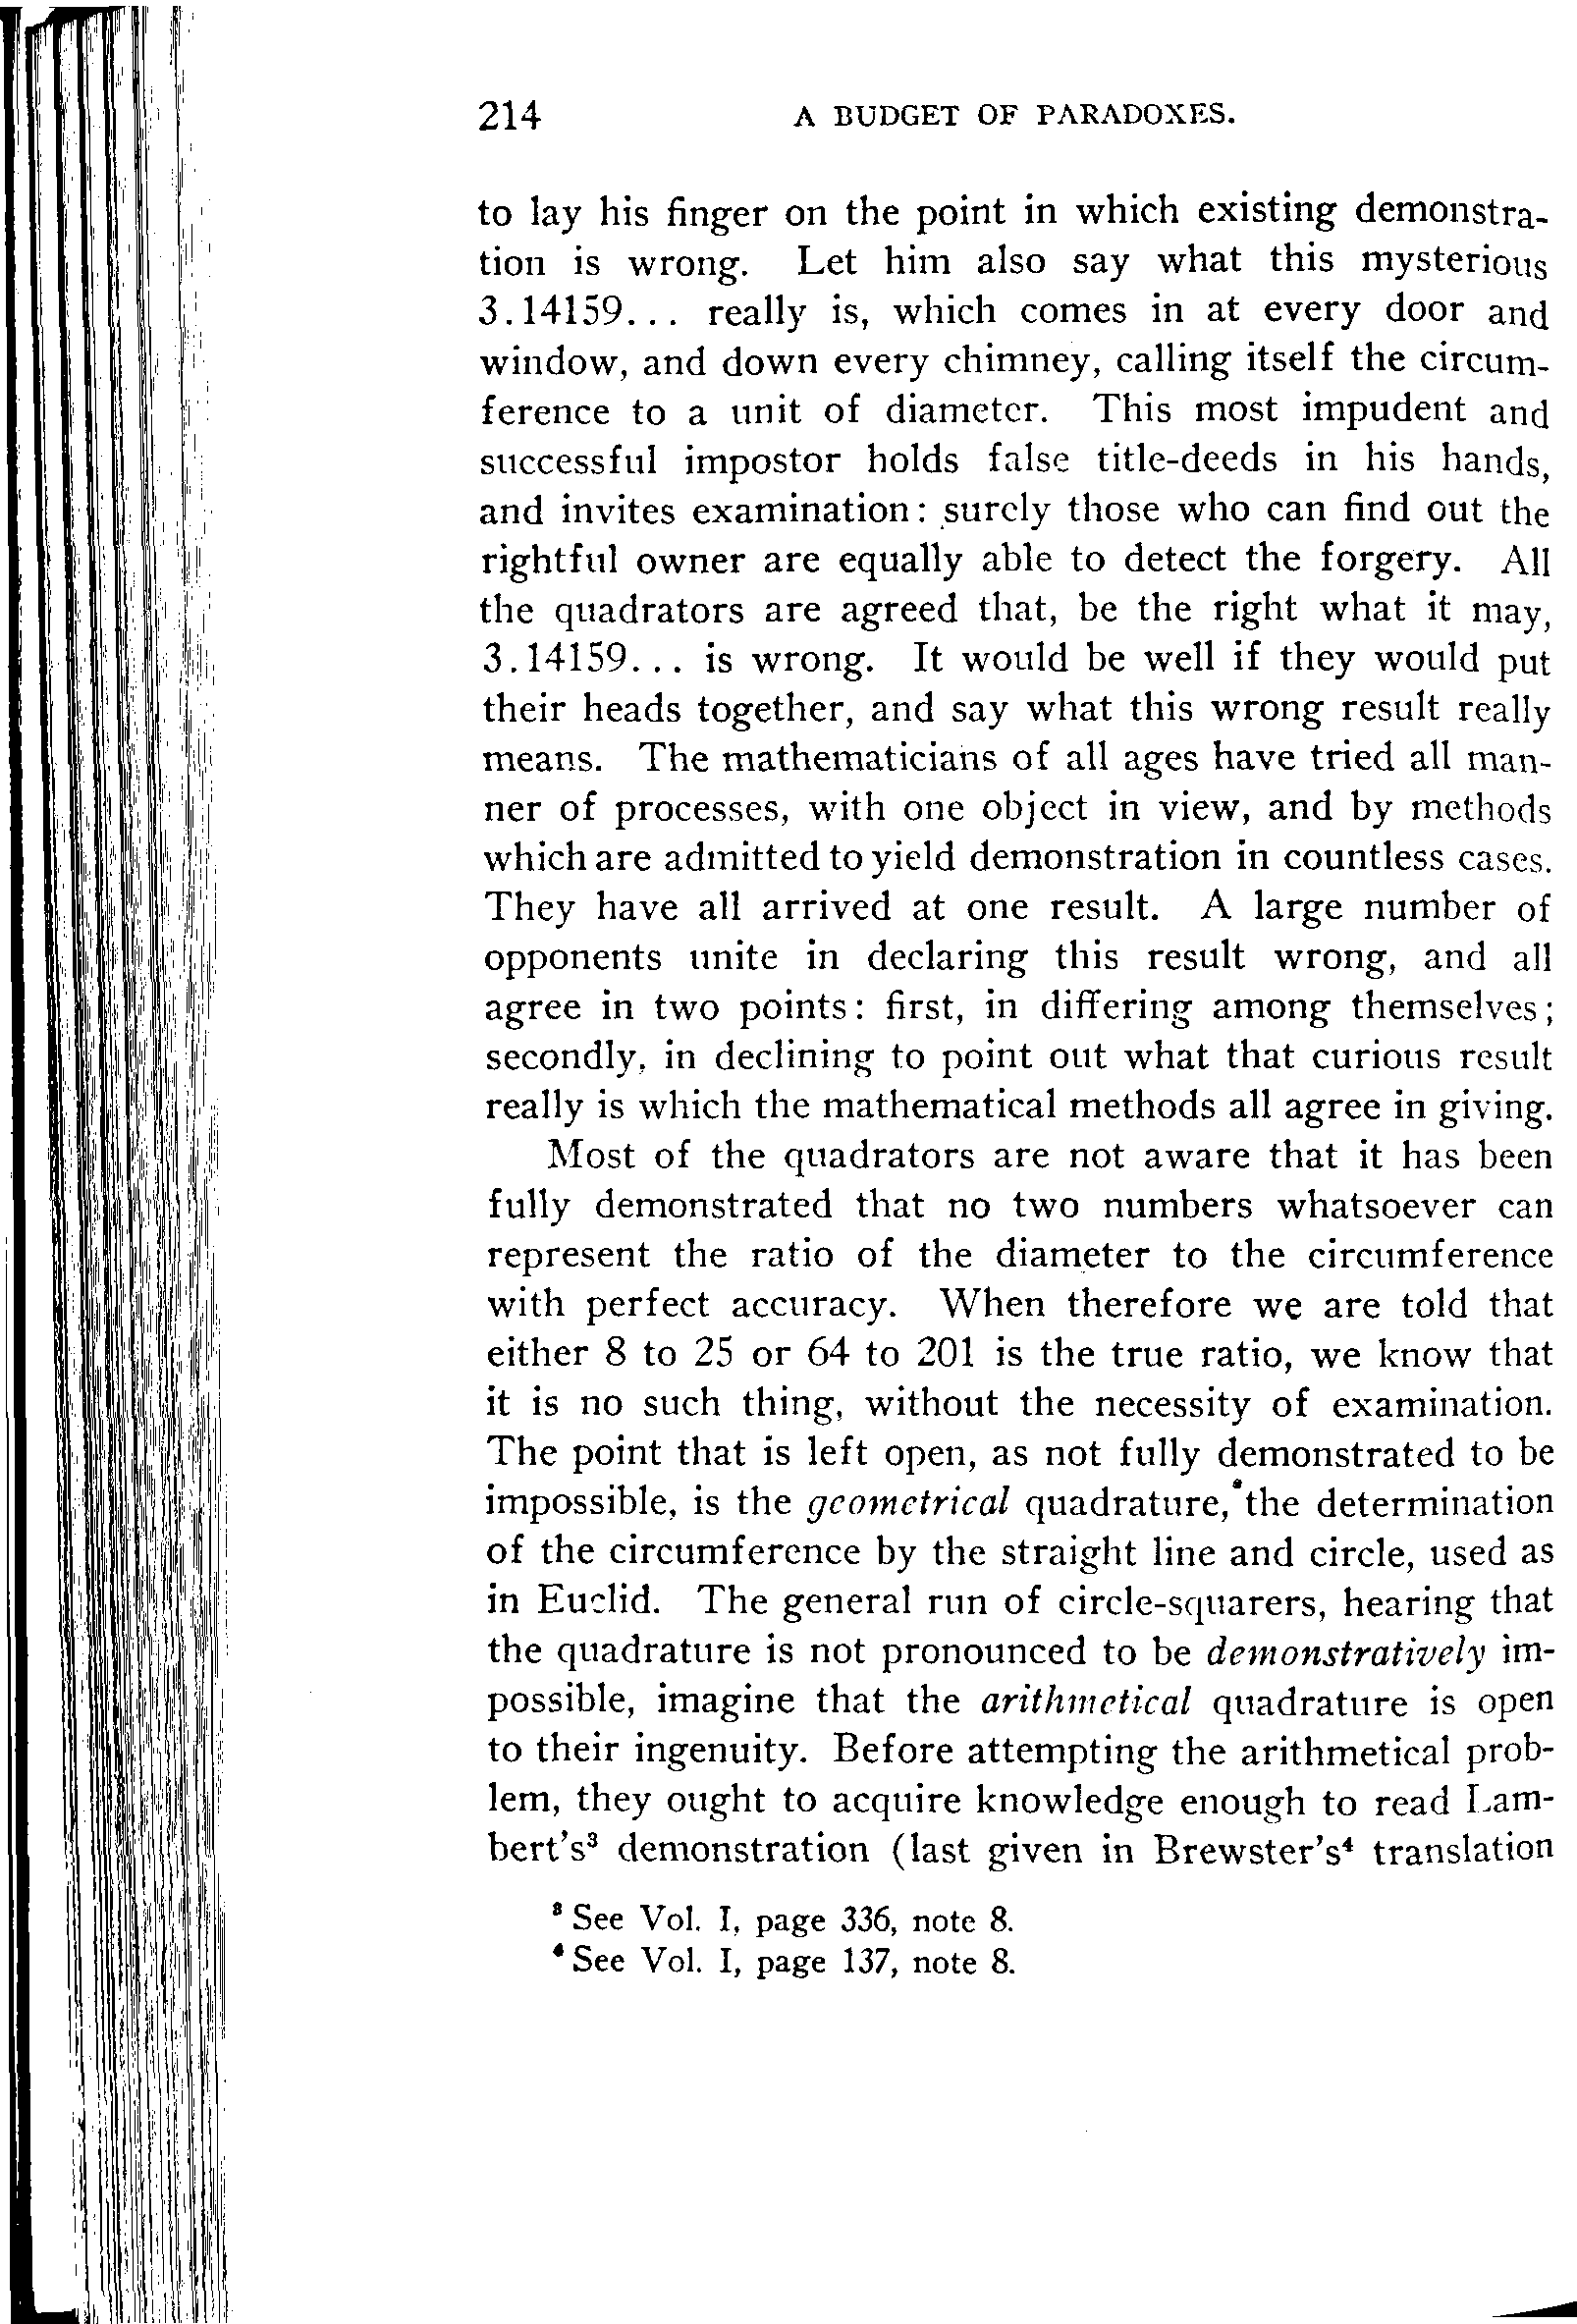 214 A BUDGET OF PARADOXES.
to lay his finger on the point in which existing demonstra-
tion is wrong. Let him also say what this mysterious
3.14159... really is, which comes in at every door and
window, and down every chimney, calling itself the circum-
ference to a unit of diameter. This most impudent and
successful impostor holds false title-deeds in his hands,
and invites examination: surely those who can find out the
rightful owner are equally able to detect the forgery. All
the quadrators are agreed that, be the right what it may,
3.14159... is wrong. It would be well if they would put
their heads together, and say what this wrong result really
means. The mathematicians of all ages have tried all man-
ner of processes, with one object in view, and by methods
which are admitted to yield demonstration in countless cases.
They have all arrived at one result. A large number of
opponents unite in declaring this result wrong, and all
agree in two points: first, in differing among themselves;
secondly, in declining to point out what that curious result
really is which the mathematical methods all agree in giving.
Most of the quadrators are not aware that it has been
fully demonstrated that no two numbers whatsoever can
represent the ratio of the diameter to the circumference
with perfect accuracy. When therefore we are told that
either 8 to 25 or 64 to 201 is the true ratio, we know that
it is no such thing, without the necessity of examination.
The point that is left open, as not fully demonstrated to be
impossible, is the geometrical quadrature, the determination
of the circumference by the straight line and circle, used as
in Euclid. The general run of circle-squarers, hearing that
the quadrature is not pronounced to be demonstratively im-
possible, imagine that the arithmetical quadrature is open
to their ingenuity. Before attempting the arithmetical prob-
lem, they ought to acquire knowledge enough to read Lam-
bert's³ demonstration (last given in Brewster's⁴ translation
³ See Vol. I, page 336, note 8.
⁴ See Vol. I, page 137, note 8.